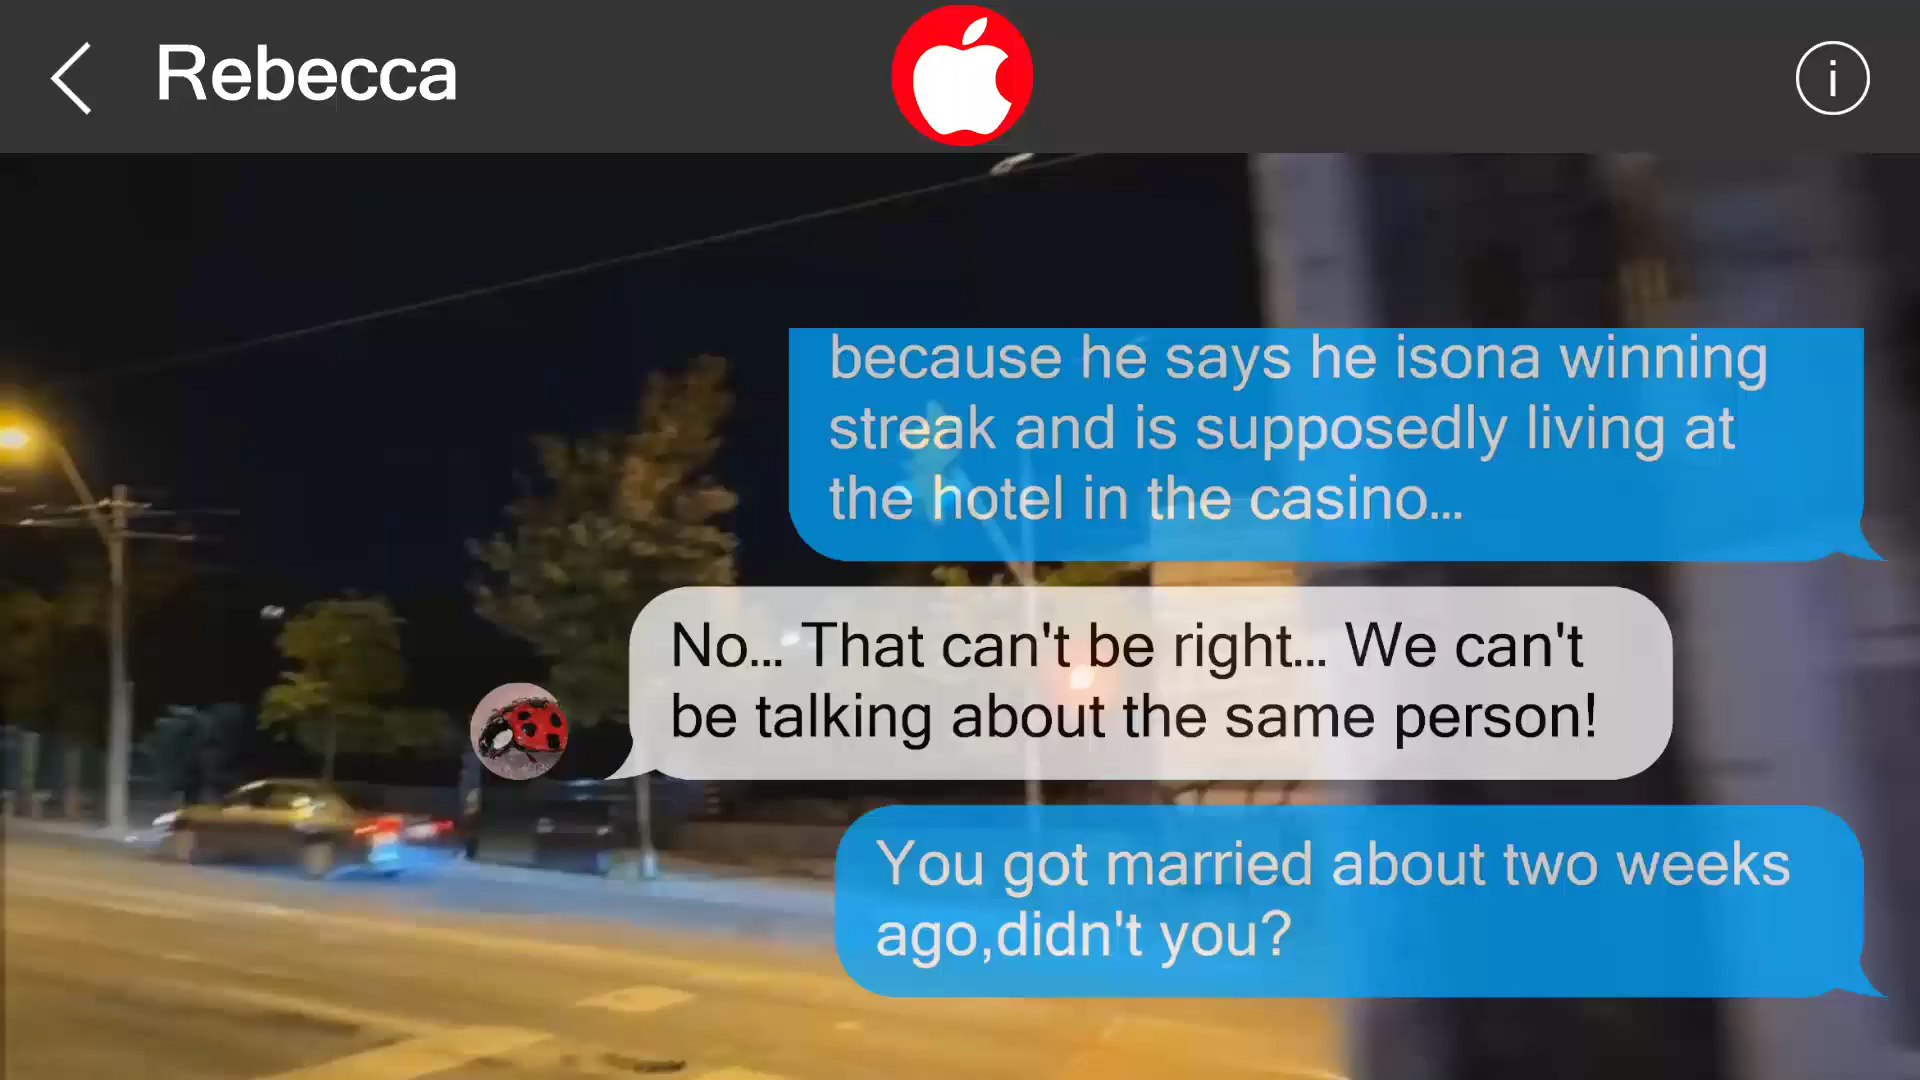 Rebecca
because he says he isona winning
streak and is supposedly living at
the hotel in the casino...
No... That can't be right... We can't
be talking about the same person!
You got married about two weeks
ago,didn't you?